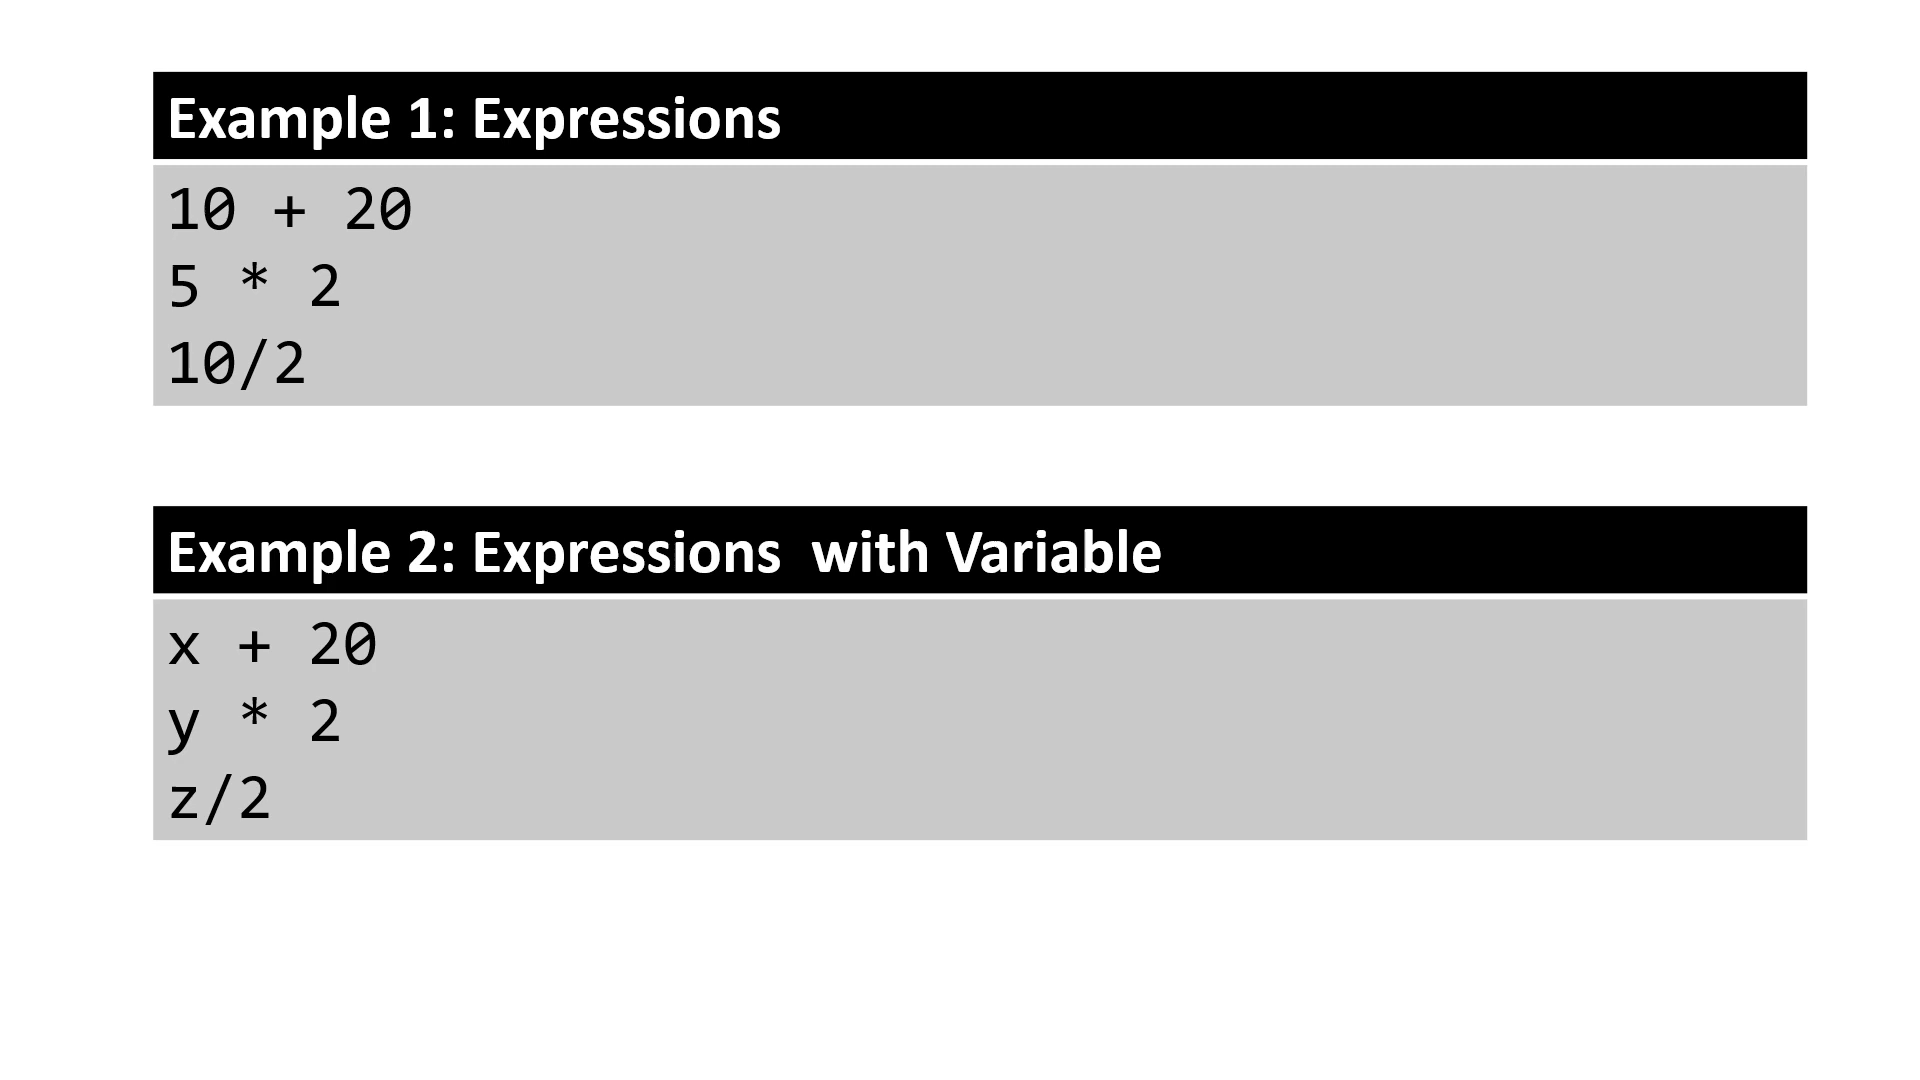 Example 1: Expressions
10 + 20
5 * 2
10/2
Example 2: Expressions  with Variable
x + 20
y * 2
z/2